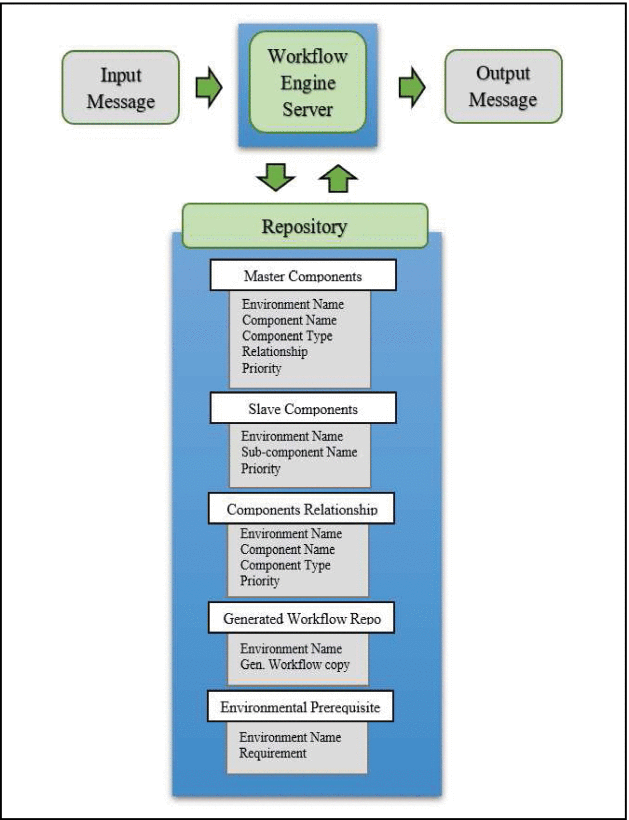 Input
Message
Workflow
Engine
Server
Output
Message
Repository
Master Components
Environment Name
Component Name
Component Type
Relationship
Priority
Slave Components
Environment Name
Sub-component Name
Priority
Components Relationship
Environment Name
Component Name
Component Type
Priority
Generated Workflow Repo
Environment Name
Gen. Workflow copy
Environmental Prerequisite
Environment Name
Requirement